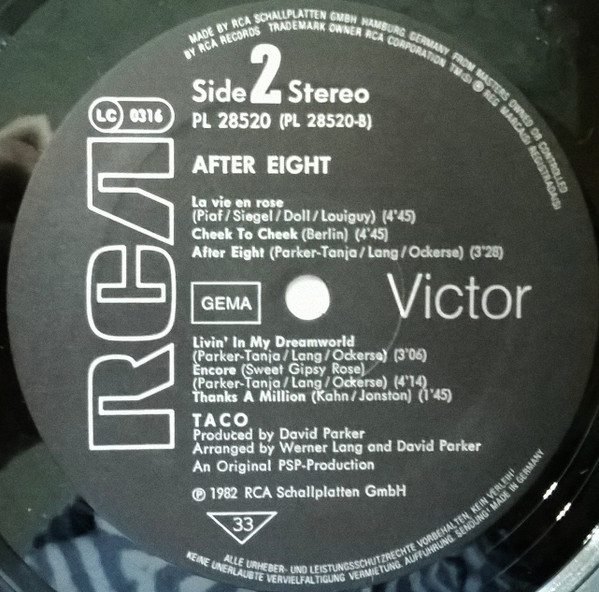 MADE BY RCA SCHALLPLATTEN GMBH HAMBURG GERMANY FROM MASTERS OWNED OR CONTROLLED
BY RCA RECORDS TRADEMARK OWNER RCA CORPORATION TM(S) ® REG MARCA(S) REGISTRADA(S)
Side 2 Stereo
LC 0316
PL 28520 (PL 28520-B)
AFTER EIGHT
RCA
La vie en rose
(Piaf/Siegel/Doll/Louiguy) (4'45)
Cheek To Cheek (Berlin) (4'45)
After Eight (Parker-Tanja/Lang/Ockerse) (3'28)
GEMA
Victor
Livin' In My Dreamworld
(Parker-Tanja/Lang/Ockerse) (3'06)
Encore (Sweet Gipsy Rose)
(Parker-Tanja/Lang/Ockerse) (4'14)
Thanks A Million (Kahn/Jonston) (1'45)
TACO
Produced by David Parker
Arranged by Werner Lang and David Parker
An Original PSP-Production
℗ 1982 RCA Schallplatten GmbH
33
ALLE URHEBER- UND LEISTUNGSSCHUTZRECHTE VORBEHALTEN, KEIN VERLEIH!
KEINE UNERLAUBTE VERVIELFÄLTIGUNG VERMIETUNG, AUFFÜHRUNG, SENDUNG! MADE IN GERMANY